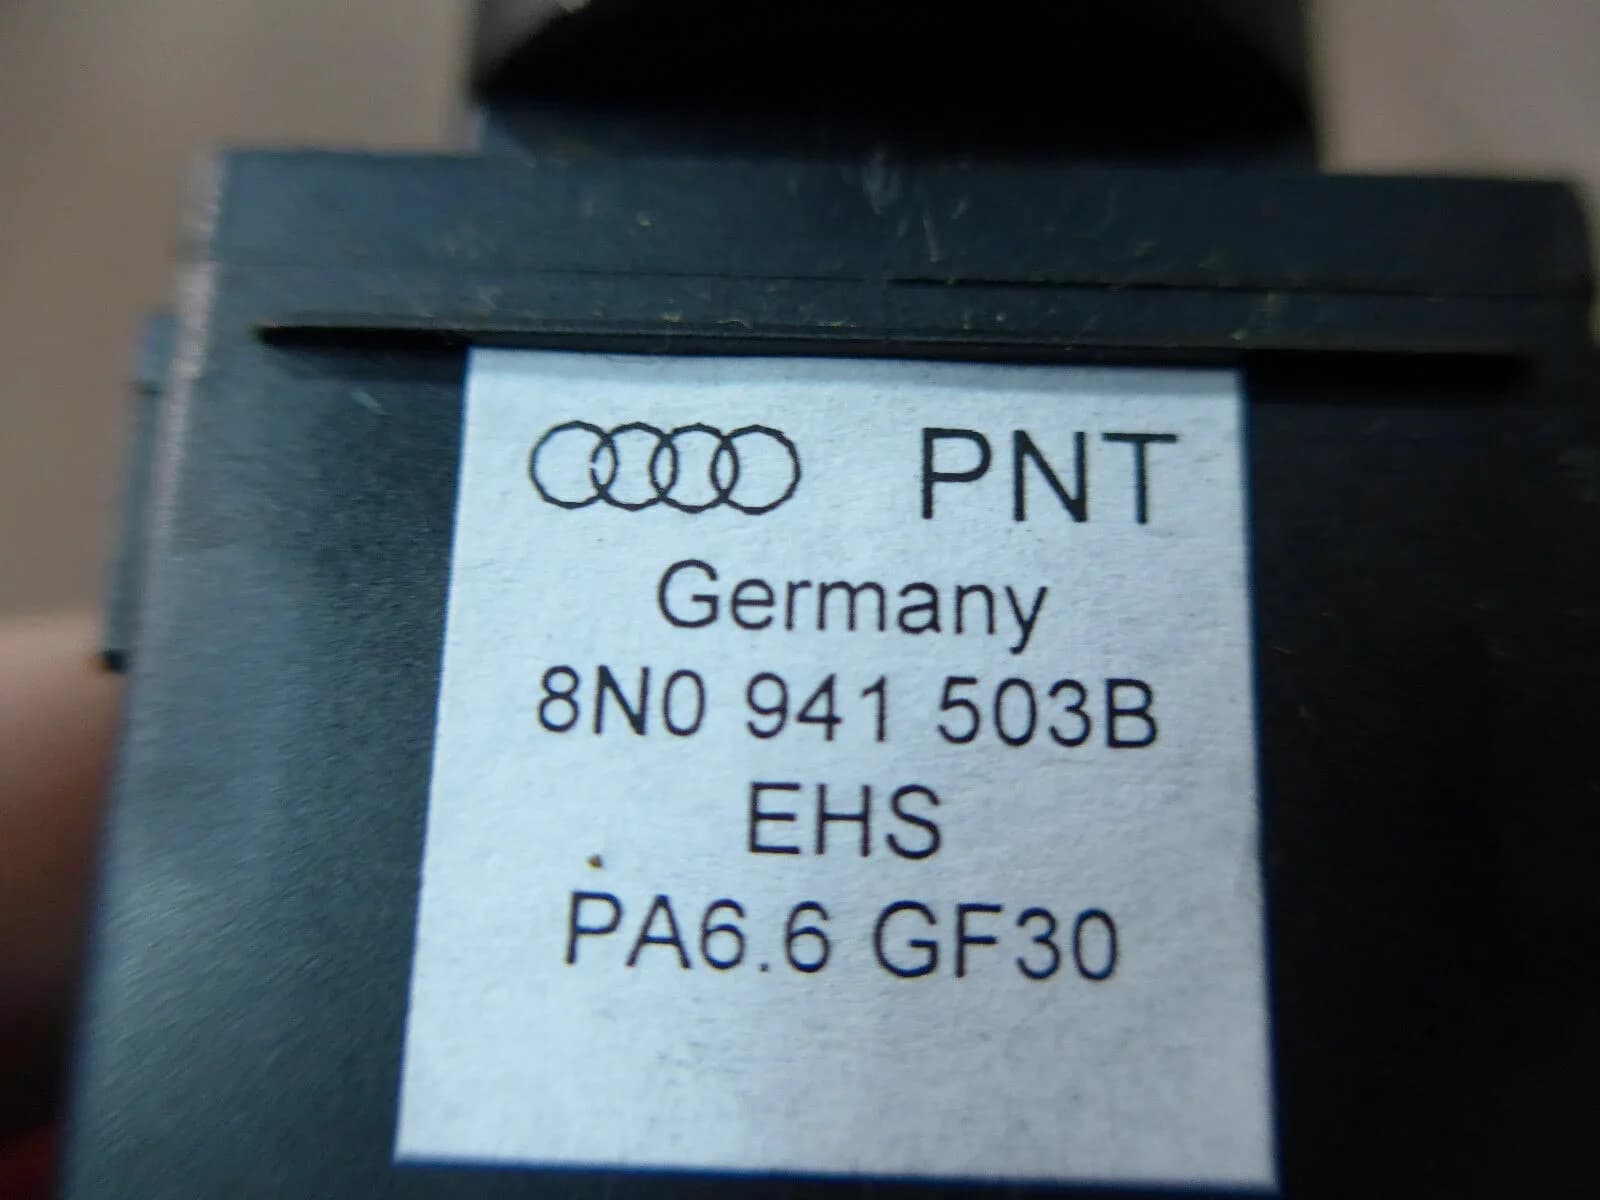 PNT
Germany
8N0 941 503B
EHS
PA6.6 GF30